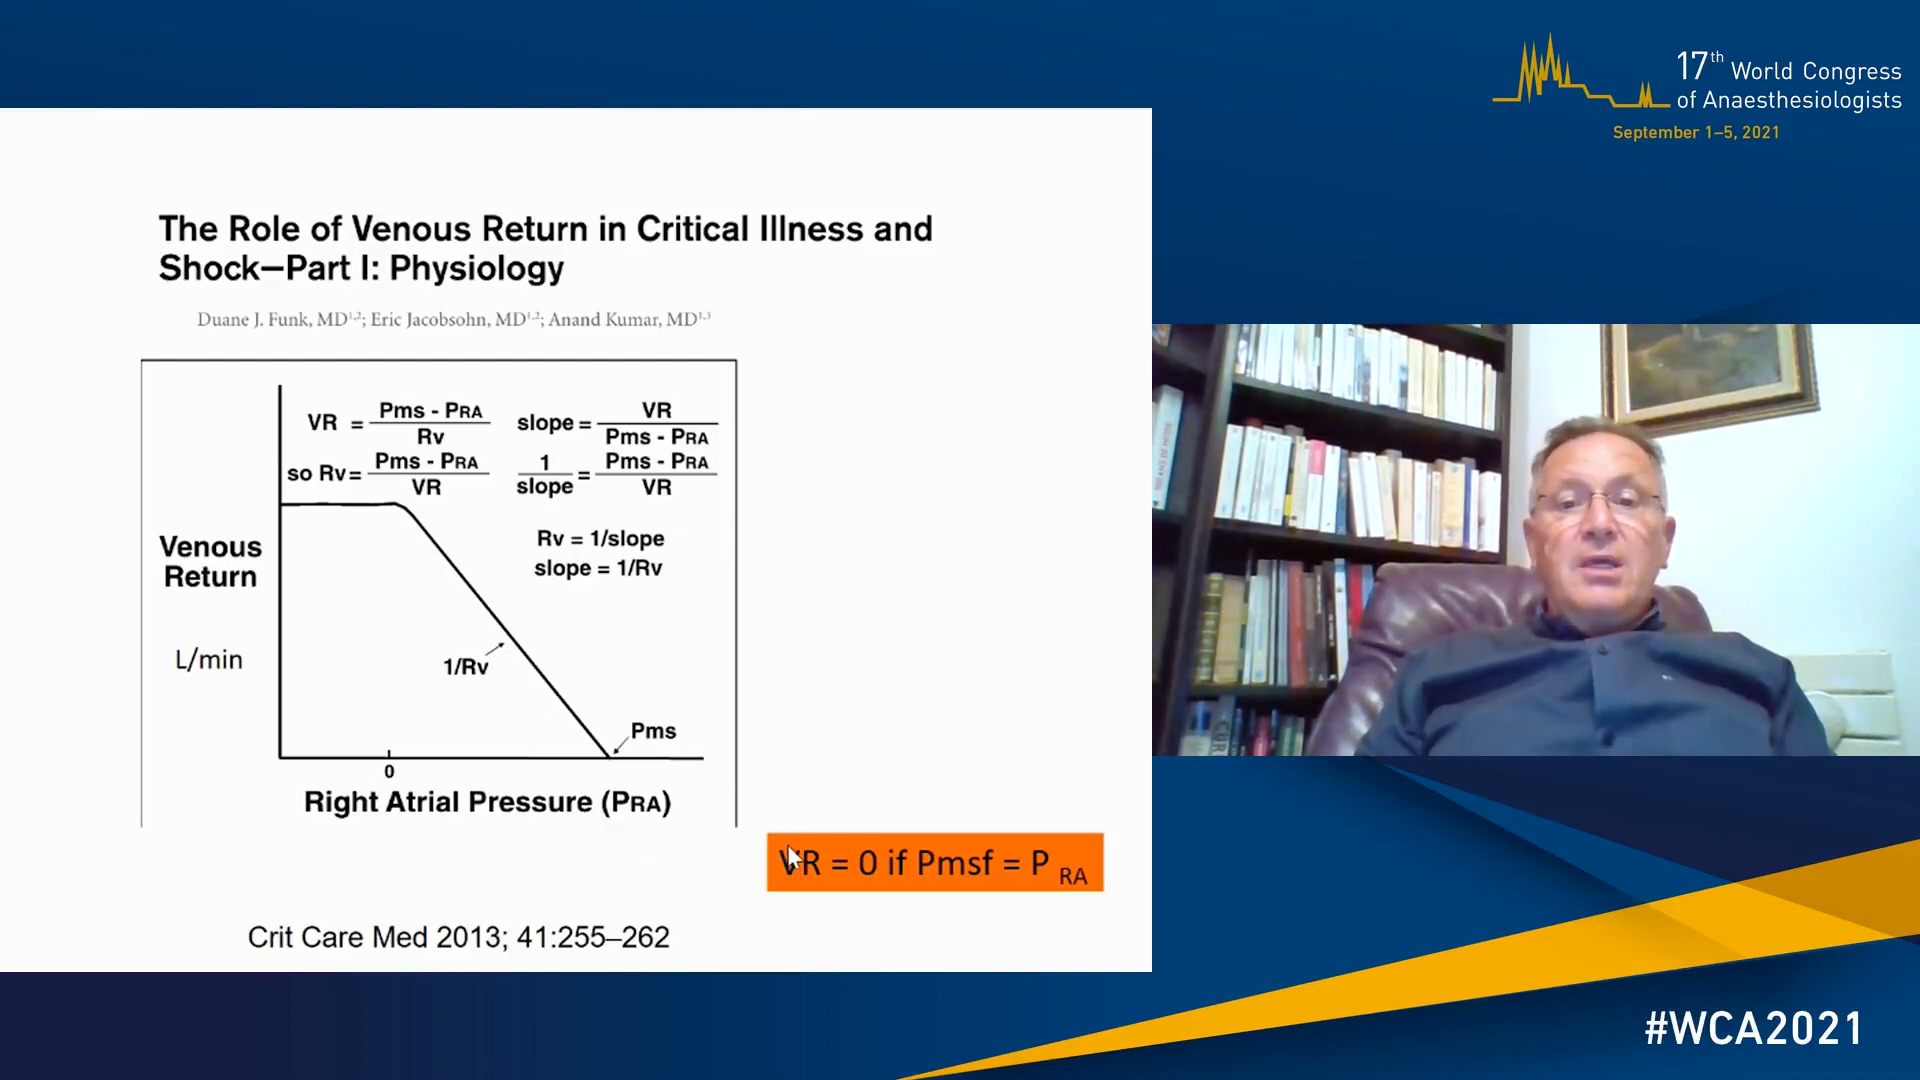 17th World Congress
of Anaesthesiologists
September 1–5, 2021
The Role of Venous Return in Critical Illness and
Shock—Part I: Physiology
Duane J. Funk, MD1,2; Eric Jacobsohn, MD1,2; Anand Kumar, MD1,3
VR = Pms - PRA / Rv
slope = VR / Pms - PRA
so Rv = Pms - PRA / VR
1 / slope = Pms - PRA / VR
Rv = 1/slope
slope = 1/Rv
Venous
Return
L/min
1/Rv
Pms
0
Right Atrial Pressure (PRA)
VR = 0 if Pmsf = P RA
Crit Care Med 2013; 41:255–262
#WCA2021